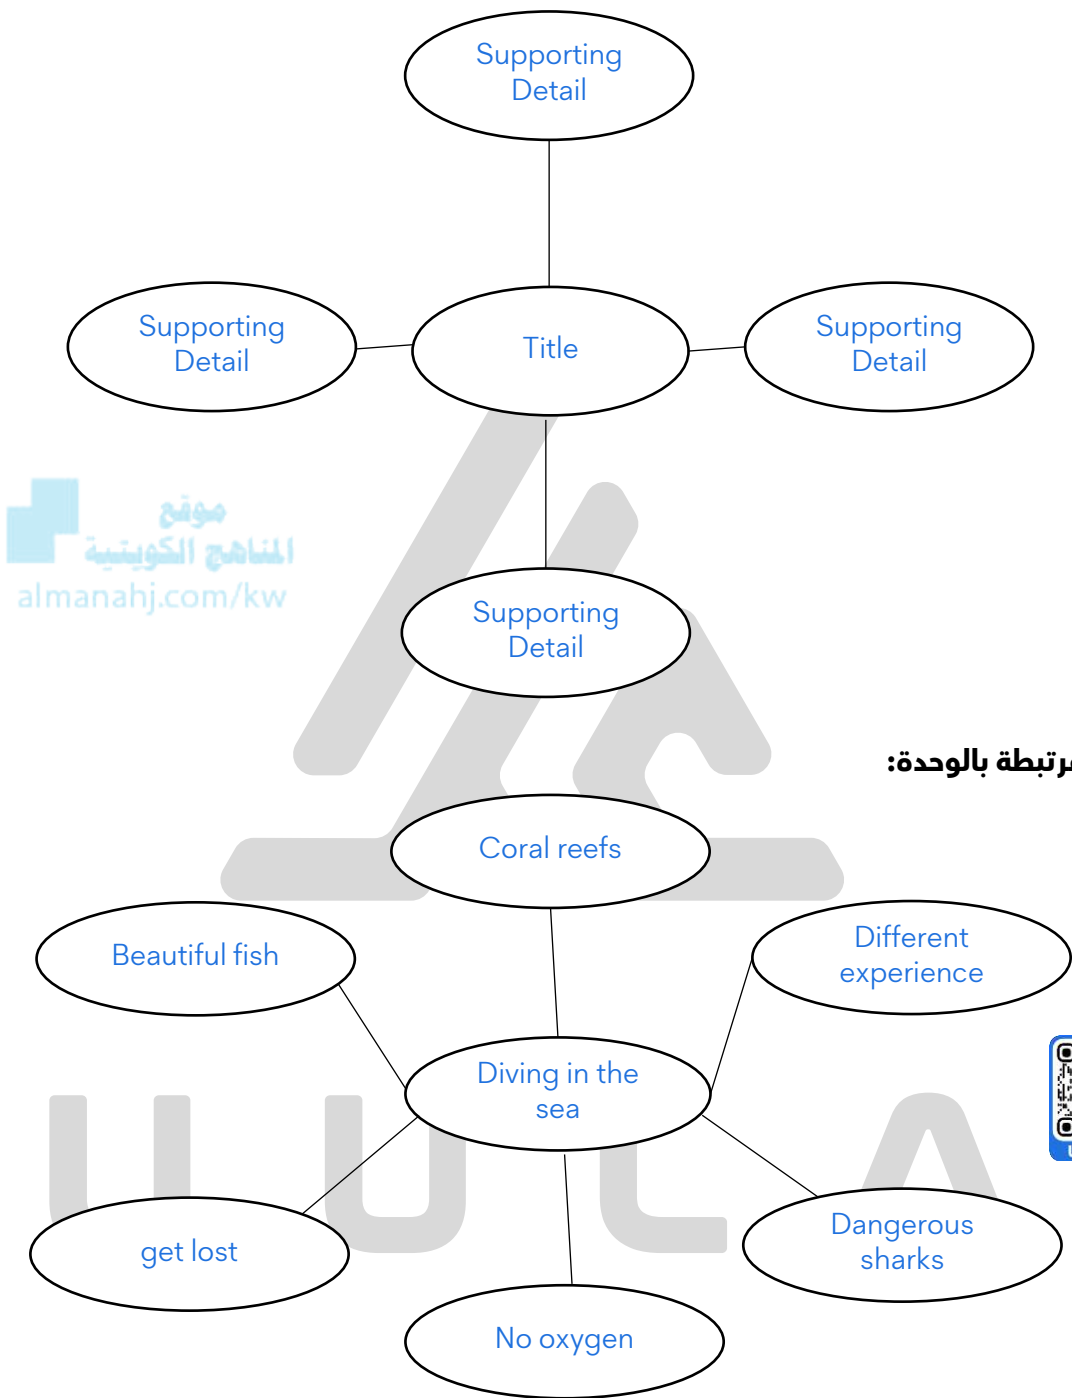 Supporting
Detail
Supporting
Detail
Title
Supporting
Detail
موقع
المناهج الكويتية
almanahj.com/kw
Supporting
Detail
بالوحدة:
Coral reefs
Beautiful fish
Different
experience
Diving in the
sea
get lost
Dangerous
sharks
No oxygen
ULULA